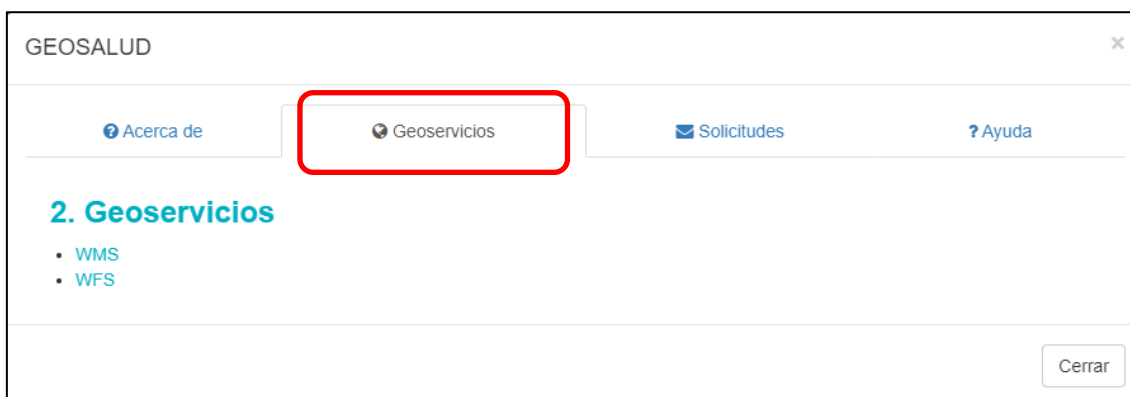 GEOSALUD ×
Acerca de Geoservicios Solicitudes ? Ayuda
2. Geoservicios
• WMS
• WFS
Cerrar